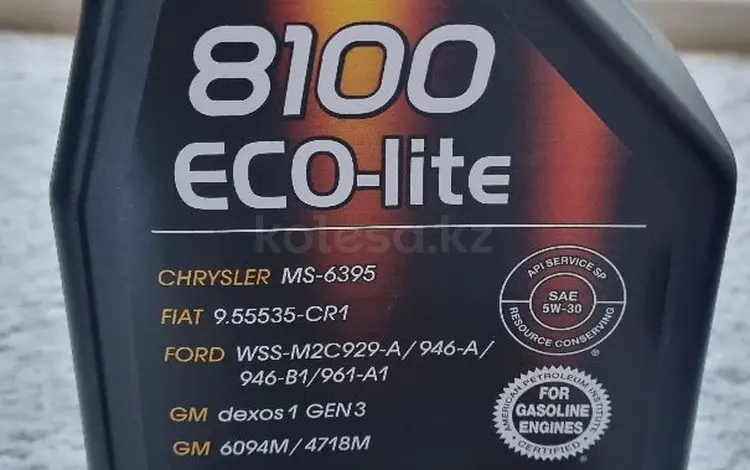 8100
ECO-lite
kolesa.kz
CHRYSLER MS-6395
FIAT 9.55535-CR1
FORD WSS-M2C929-A/946-A/
946-B1/961-A1
GM dexos1 GEN3
GM 6094M/4718M
API SERVICE SP
SAE
5W-30
RESOURCE CONSERVING
®
AMERICAN PETROLEUM INSTITUTE
FOR
GASOLINE
ENGINES
CERTIFIED
®